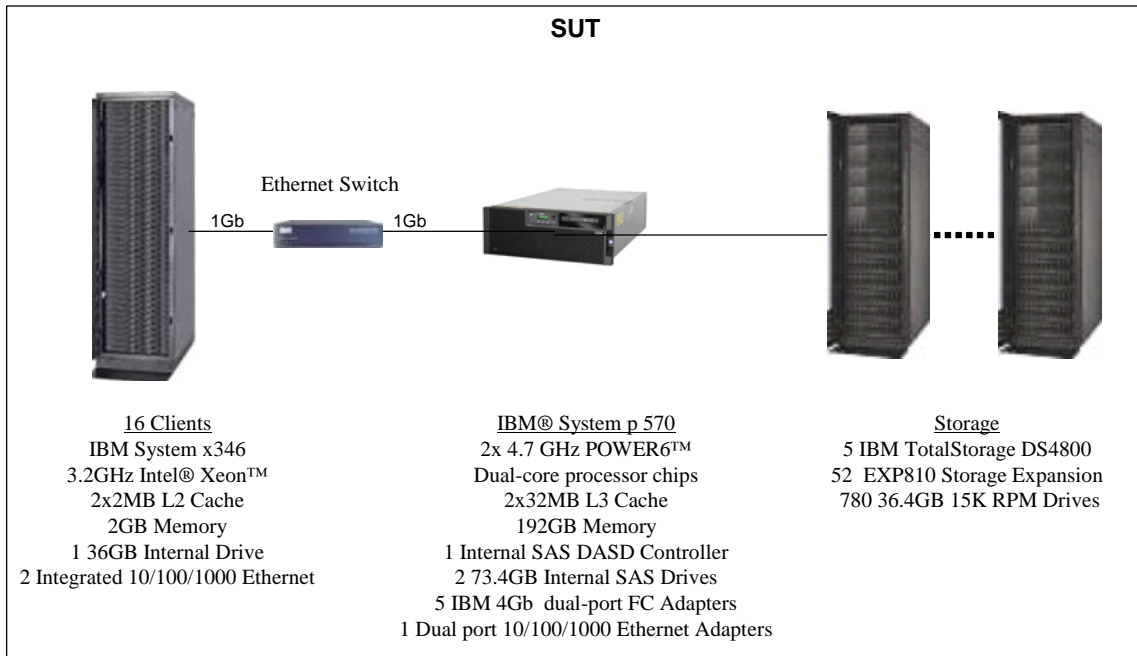 SUT
Ethernet Switch
1Gb
1Gb
16 Clients
IBM System x346
3.2GHz Intel® Xeon™
2x2MB L2 Cache
2GB Memory
1 36GB Internal Drive
2 Integrated 10/100/1000 Ethernet
IBM® System p 570
2x 4.7 GHz POWER6™
Dual-core processor chips
2x32MB L3 Cache
192GB Memory
1 Internal SAS DASD Controller
2 73.4GB Internal SAS Drives
5 IBM 4Gb  dual-port FC Adapters
1 Dual port 10/100/1000 Ethernet Adapters
Storage
5 IBM TotalStorage DS4800
52  EXP810 Storage Expansion
780 36.4GB 15K RPM Drives